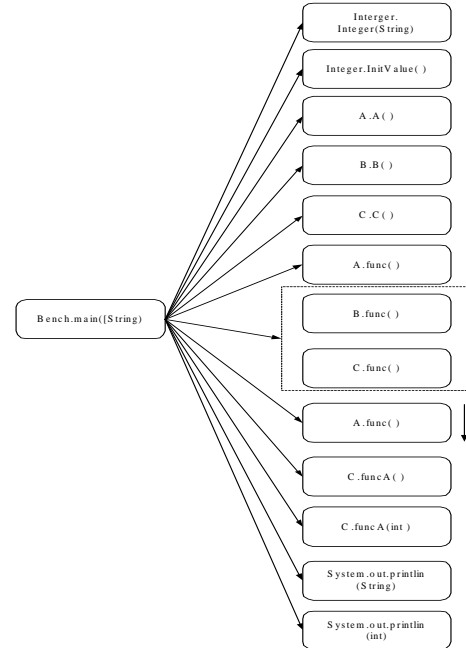 Interger.
Integer(String)
Integer.InitValue( )
A.A( )
B.B( )
C.C( )
A.func( )
Bench.main([String)
B.func( )
C.func( )
A.func( )
C.funcA( )
C.funcA(int )
System.out.printlin
(String)
System.out.printlin
(int)